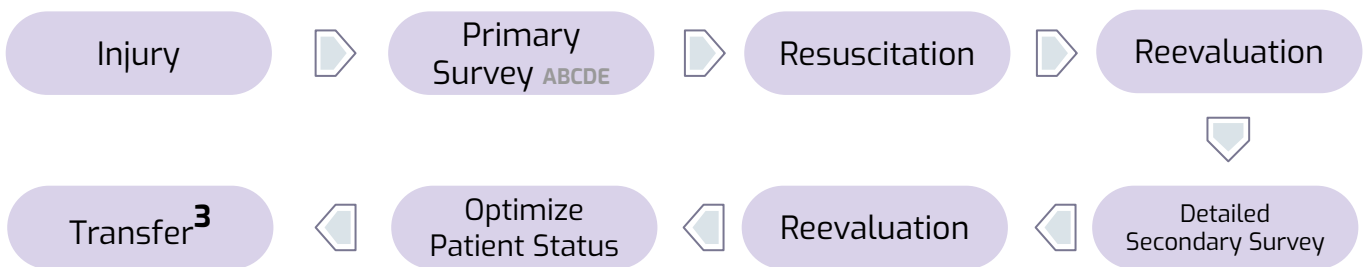 Injury
Primary
Survey ABCDE
Resuscitation
Reevaluation
Detailed
Secondary Survey
Reevaluation
Optimize
Patient Status
Transfer3